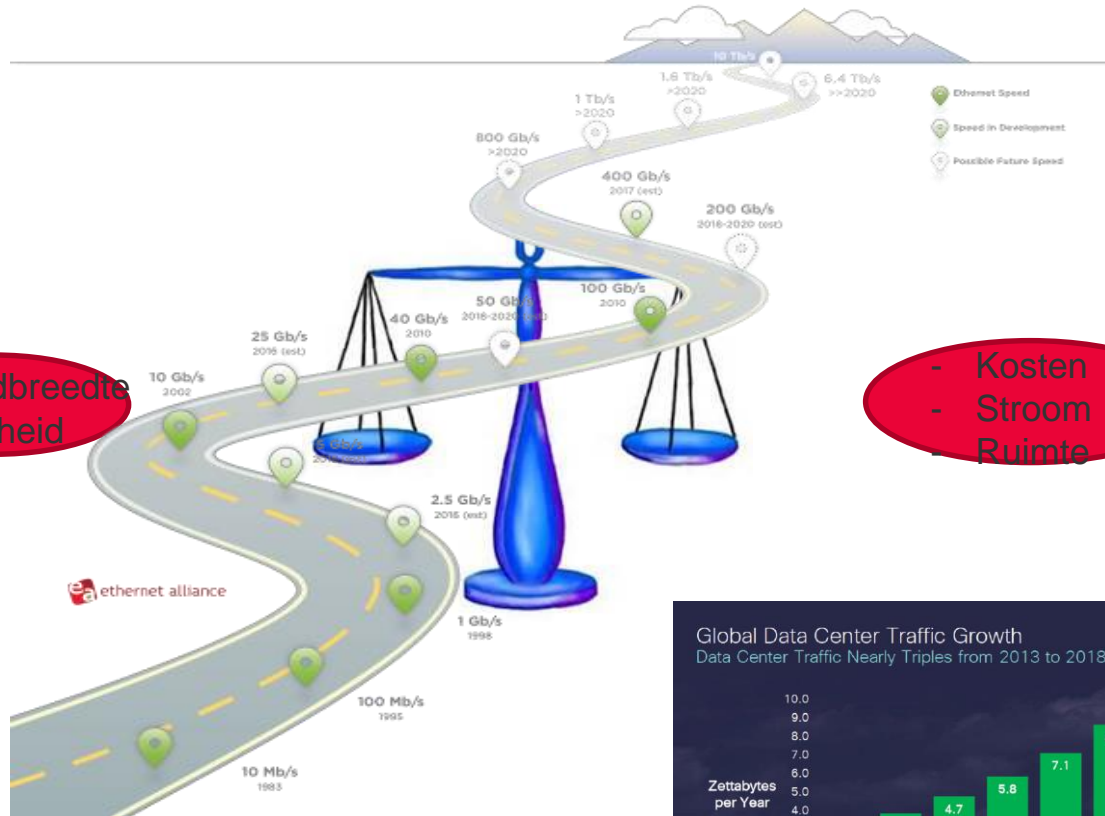 10 Tb/s
1.6 Tb/s
>2020
6.4 Tb/s
>>2020
Ethernet Speed
Speed in Development
Possible Future Speed
1 Tb/s
>2020
800 Gb/s
>2020
400 Gb/s
2017 (est)
200 Gb/s
2016-2020 (est)
100 Gb/s
2010
50 Gb/s
2016-2020 (est)
40 Gb/s
2010
25 Gb/s
2016 (est)
10 Gb/s
2002
dbreedte
heid
- Kosten
- Stroom
- Ruimte
5 Gb/s
2.5 Gb/s
2016 (est)
ea ethernet alliance
1 Gb/s
1998
100 Mb/s
1995
10 Mb/s
1983
Global Data Center Traffic Growth
Data Center Traffic Nearly Triples from 2013 to 2018
10.0
9.0
8.0
7.0
6.0
5.0
4.0
Zettabytes
per Year
4.7
5.8
7.1